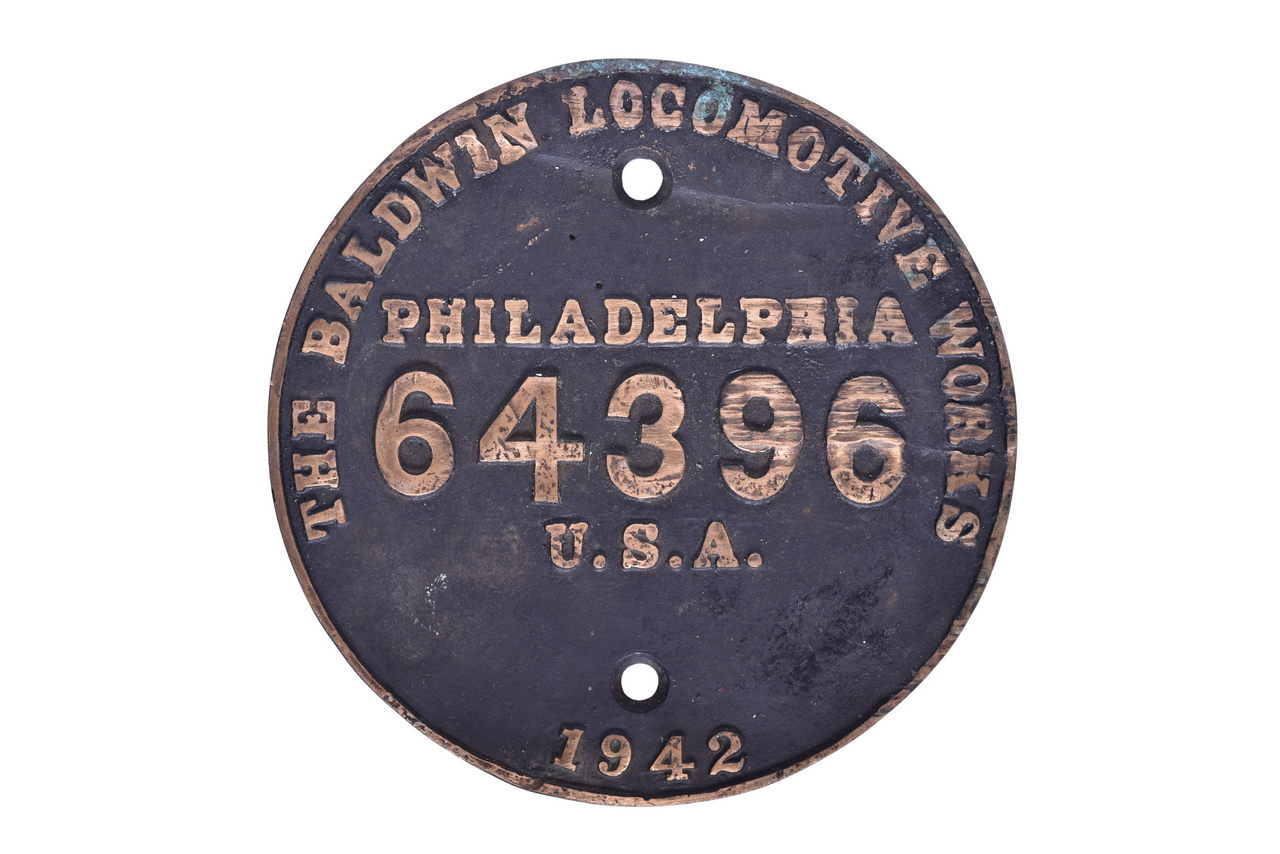 THE BALDWIN LOCOMOTIVE WORKS
PHILADELPHIA
64396
U.S.A.
1942